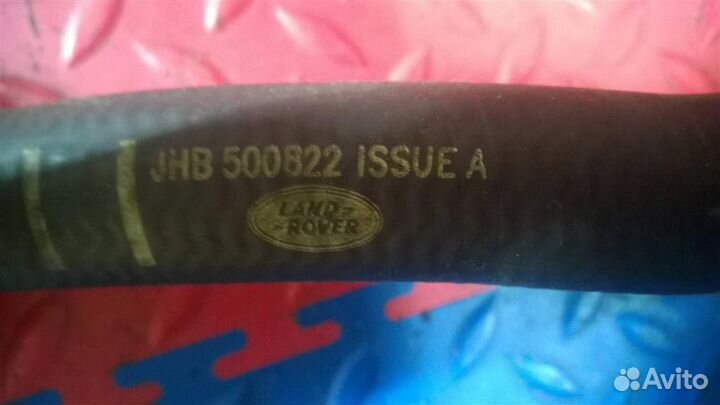 JHB 500822 ISSUE A
LAND-
-ROVER
Avito